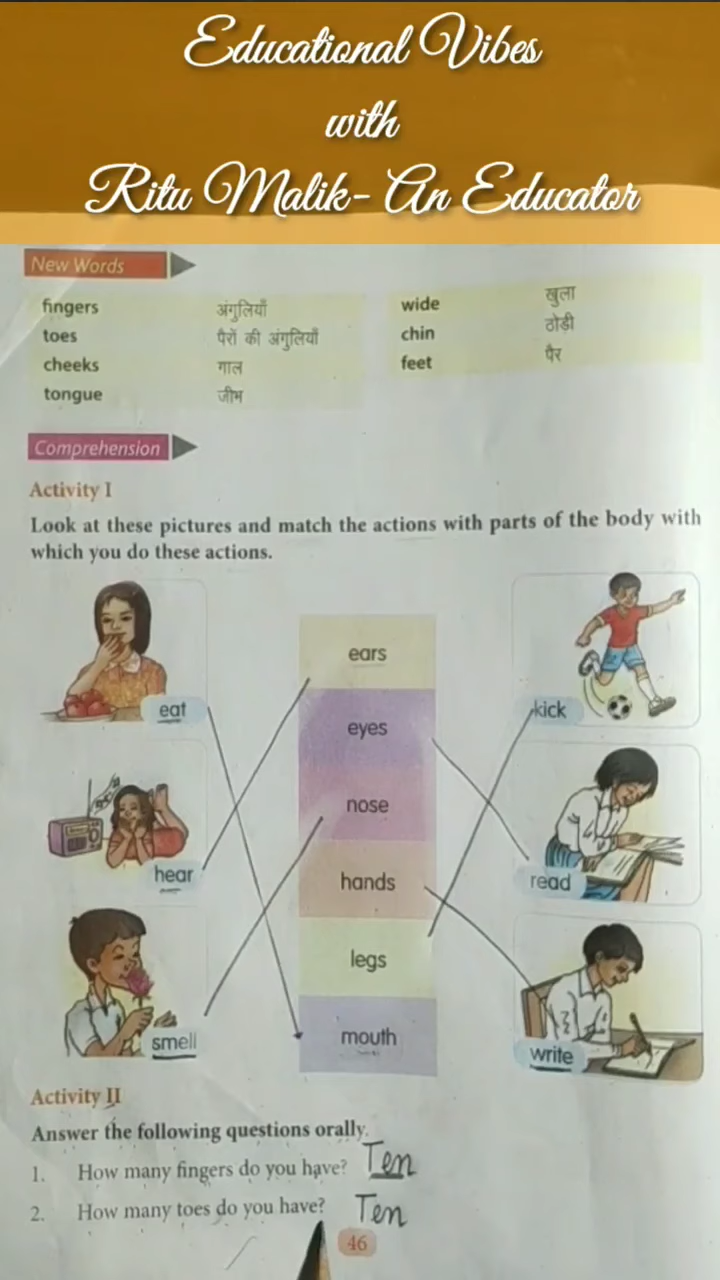 Educational Vibes
with
Ritu Malik- An Educator
New Words
fingers अंगुलियाँ
toes पैरों की अंगुलियाँ
cheeks गाल
tongue जीभ
wide खुला
chin ठोडी
feet पैर
Comprehension
Activity I
Look at these pictures and match the actions with parts of the body with
which you do these actions.
eat
hear
smell
ears
eyes
nose
hands
legs
mouth
kick
read
write
Activity II
Answer the following questions orally.
1. How many fingers do you have? Ten
2. How many toes do you have? Ten
46